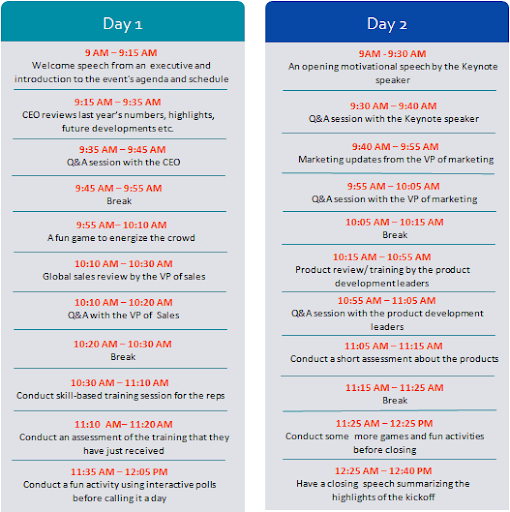 Day 1
9 AM – 9:15 AM
Welcome speech from an executive and
introduction to the event's agenda and schedule
9:15 AM – 9:35 AM
CEO reviews last year's numbers, highlights,
future developments etc.
9:35 AM – 9:45 AM
Q&A session with the CEO
9:45 AM – 9:55 AM
Break
9:55 AM– 10:10 AM
A fun game to energize the crowd
10:10 AM – 10:30 AM
Global sales review by the VP of sales
10:10 AM – 10:20 AM
Q&A with the VP of Sales
10:20 AM – 10:30 AM
Break
10:30 AM – 11:10 AM
Conduct skill-based training session for the reps
11:10 AM– 11:20 AM
Conduct an assessment of the training that they
have just received
11:35 AM – 12:05 PM
Conduct a fun activity using interactive polls
before calling it a day
Day 2
9AM - 9:30 AM
An opening motivational speech by the Keynote
speaker
9:30 AM – 9:40 AM
Q&A session with the Keynote speaker
9:40 AM – 9:55 AM
Marketing updates from the VP of marketing
9:55 AM – 10:05 AM
Q&A session with the VP of marketing
10:05 AM – 10:15 AM
Break
10:15 AM – 10:55 AM
Product review/ training by the product
development leaders
10:55 AM – 11:05 AM
Q&A session with the product development
leaders
11:05 AM – 11:15 AM
Conduct a short assessment about the products
11:15 AM – 11:25 AM
Break
11:25 AM – 12:25 PM
Conduct some more games and fun activities
before closing
12:25 AM – 12:40 PM
Have a closing speech summarizing the
highlights of the kickoff